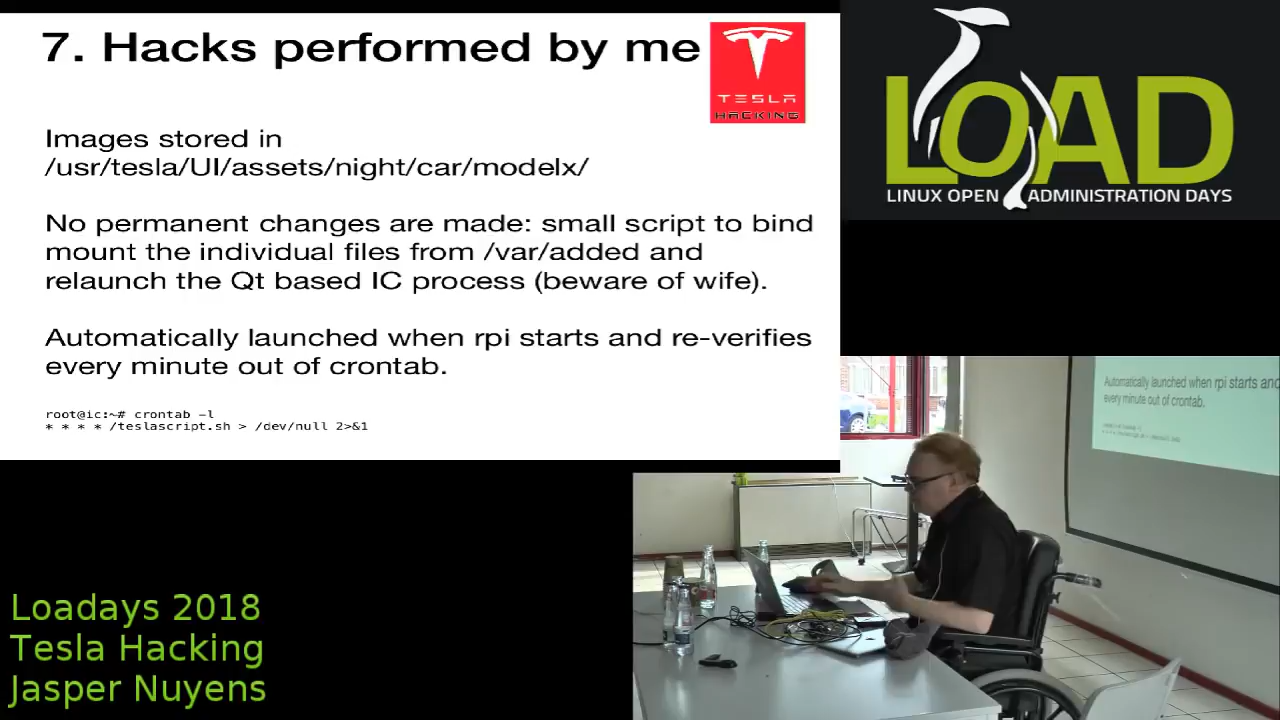 7. Hacks performed by me
TESLA
HACKING
Images stored in
/usr/tesla/UI/assets/night/car/modelx/
No permanent changes are made: small script to bind
mount the individual files from /var/added and
relaunch the Qt based IC process (beware of wife).
Automatically launched when rpi starts and re-verifies
every minute out of crontab.
root@ic:~# crontab -l
* * * * /teslascript.sh > /dev/null 2>&1
LOAD
LINUX OPEN ADMINISTRATION DAYS
Automatically launched when rpi starts and
every minute out of crontab.
Loadays 2018
Tesla Hacking
Jasper Nuyens